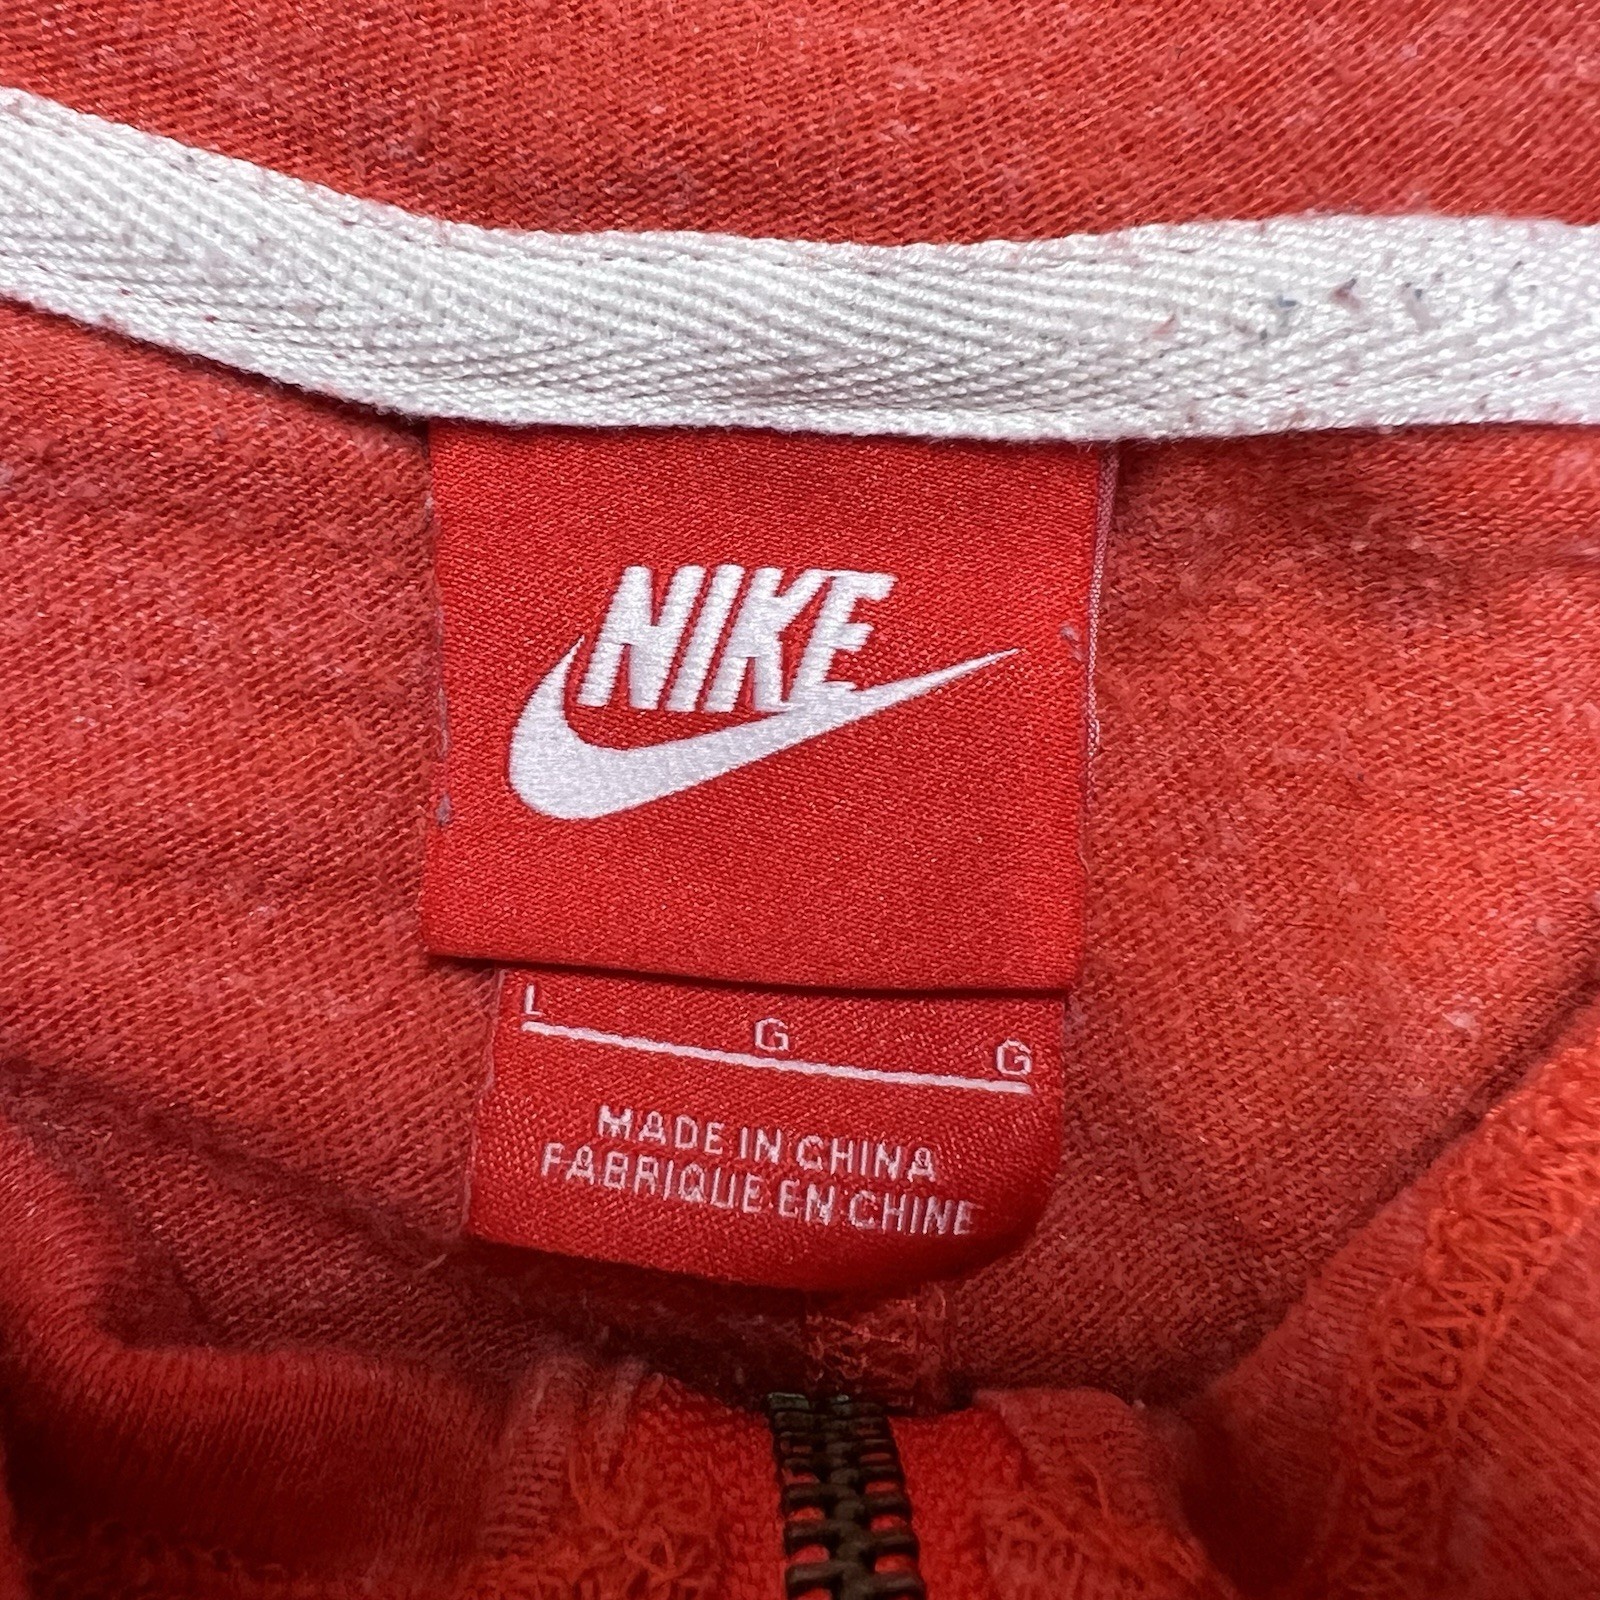 NIKE
L G G
MADE IN CHINA
FABRIQUE EN CHINE